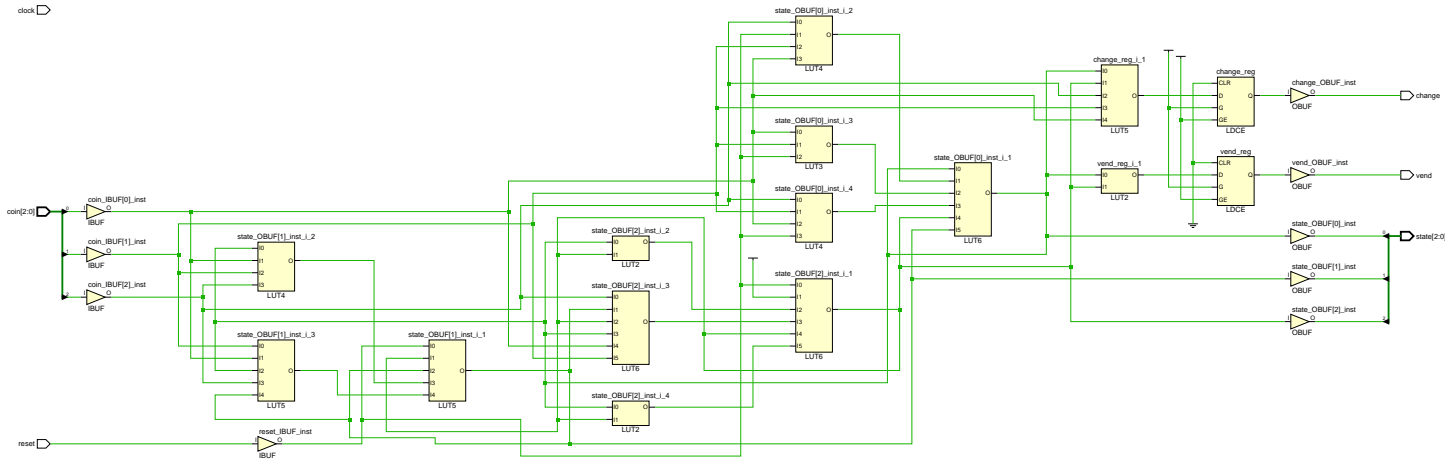 clock
coin[2:0]
reset
0
1
2
coin_IBUF[0]_inst
I O
IBUF
coin_IBUF[1]_inst
I O
IBUF
coin_IBUF[2]_inst
I O
IBUF
reset_IBUF_inst
I O
IBUF
state_OBUF[1]_inst_i_2
I0
I1
I2
I3
O
LUT4
state_OBUF[1]_inst_i_3
I0
I1
I2
I3
I4
O
LUT5
state_OBUF[1]_inst_i_1
I0
I1
I2
I3
I4
O
LUT5
state_OBUF[2]_inst_i_2
I0
I1
O
LUT2
state_OBUF[2]_inst_i_3
I0
I1
I2
I3
I4
I5
O
LUT6
state_OBUF[2]_inst_i_4
I0
I1
O
LUT2
state_OBUF[0]_inst_i_2
I0
I1
I2
I3
O
LUT4
state_OBUF[0]_inst_i_3
I0
I1
I2
O
LUT3
state_OBUF[0]_inst_i_4
I0
I1
I2
I3
O
LUT4
state_OBUF[2]_inst_i_1
I0
I1
I2
I3
I4
I5
O
LUT6
state_OBUF[0]_inst_i_1
I0
I1
I2
I3
I4
I5
O
LUT6
change_reg_i_1
I0
I1
I2
I3
I4
O
LUT5
vend_reg_i_1
I0
I1
O
LUT2
change_reg
CLR
D Q
G
GE
LDCE
vend_reg
CLR
D Q
G
GE
LDCE
change_OBUF_inst
I O
OBUF
vend_OBUF_inst
I O
OBUF
state_OBUF[0]_inst
I O
OBUF
state_OBUF[1]_inst
I O
OBUF
state_OBUF[2]_inst
I O
OBUF
0
1
2
change
vend
state[2:0]